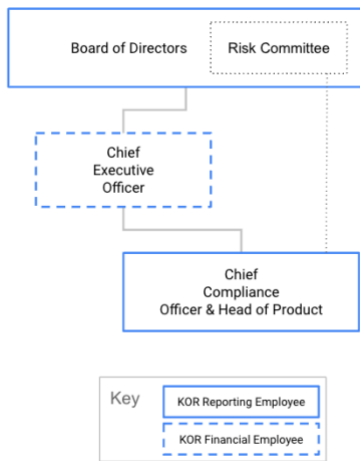 Board of Directors
Risk Committee
Chief
Executive
Officer
Chief
Compliance
Officer & Head of Product
Key
KOR Reporting Employee
KOR Financial Employee